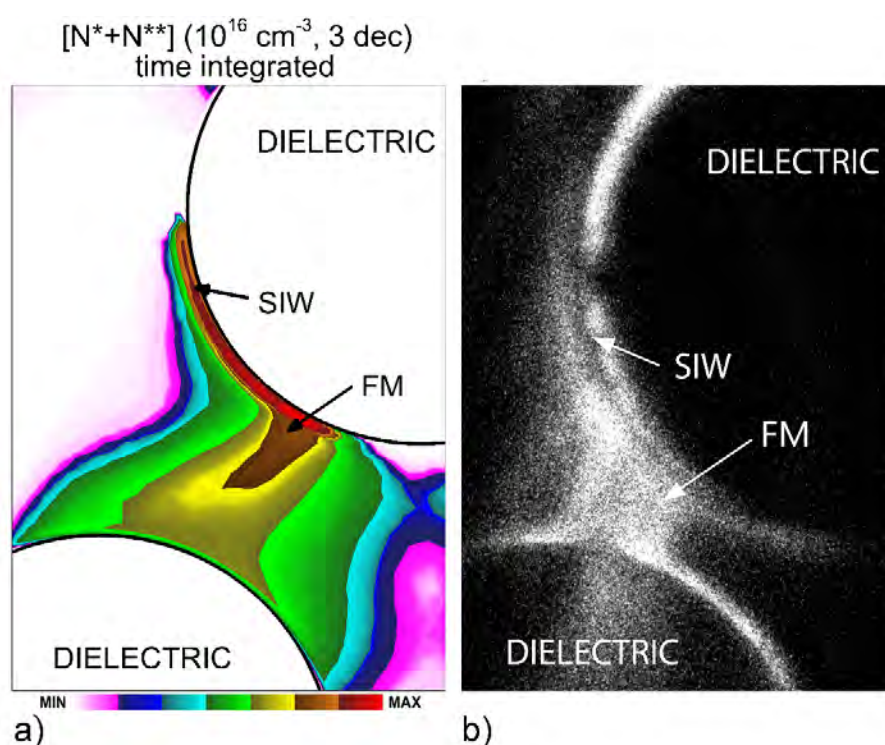 [N*+N**] (10¹⁶ cm⁻³, 3 dec)
time integrated
DIELECTRIC
SIW
FM
DIELECTRIC
MIN
MAX
a)
DIELECTRIC
SIW
FM
DIELECTRIC
b)